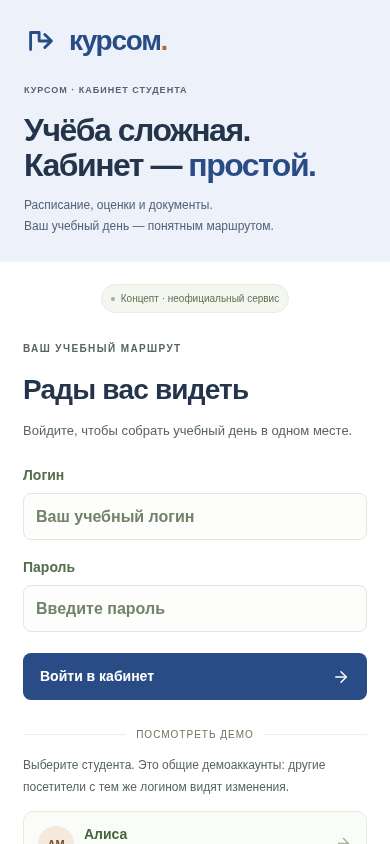 курсом.
КУРСОМ · КАБИНЕТ СТУДЕНТА
Учёба сложная.
Кабинет — простой.
Расписание, оценки и документы.
Ваш учебный день — понятным маршрутом.
Концепт · неофициальный сервис
ВАШ УЧЕБНЫЙ МАРШРУТ
Рады вас видеть
Войдите, чтобы собрать учебный день в одном месте.
Логин
Ваш учебный логин
Пароль
Введите пароль
Войти в кабинет
ПОСМОТРЕТЬ ДЕМО
Выберите студента. Это общие демоаккаунты: другие
посетители с тем же логином видят изменения.
Алиса
АМ